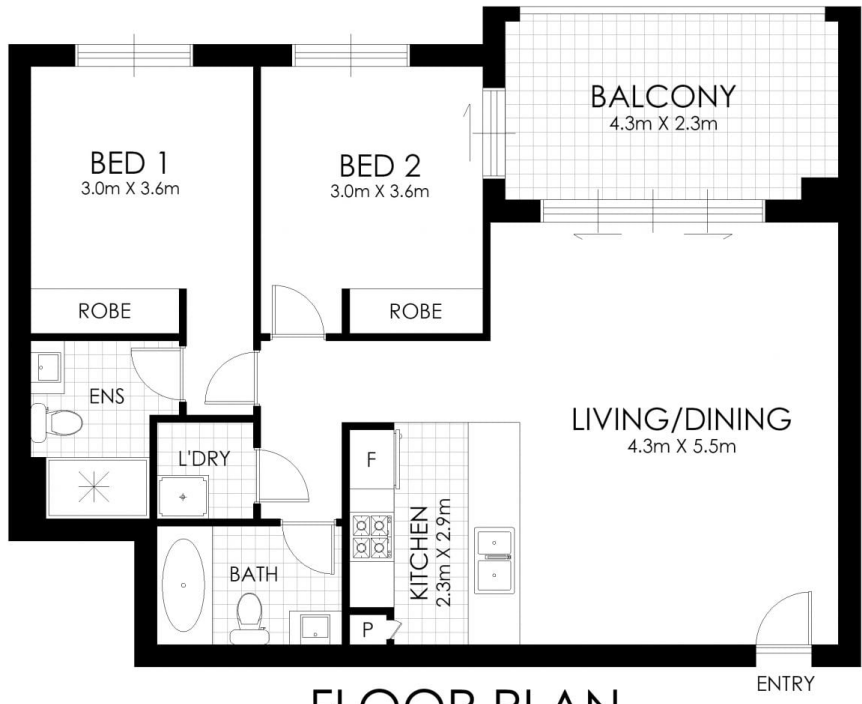 BALCONY
4.3m X 2.3m
BED 1
3.0m X 3.6m
BED 2
3.0m X 3.6m
ROBE
ROBE
ENS
LIVING/DINING
4.3m X 5.5m
L'DRY
F
KITCHEN
2.3m X 2.9m
BATH
P
ENTRY
FLOOR PLAN